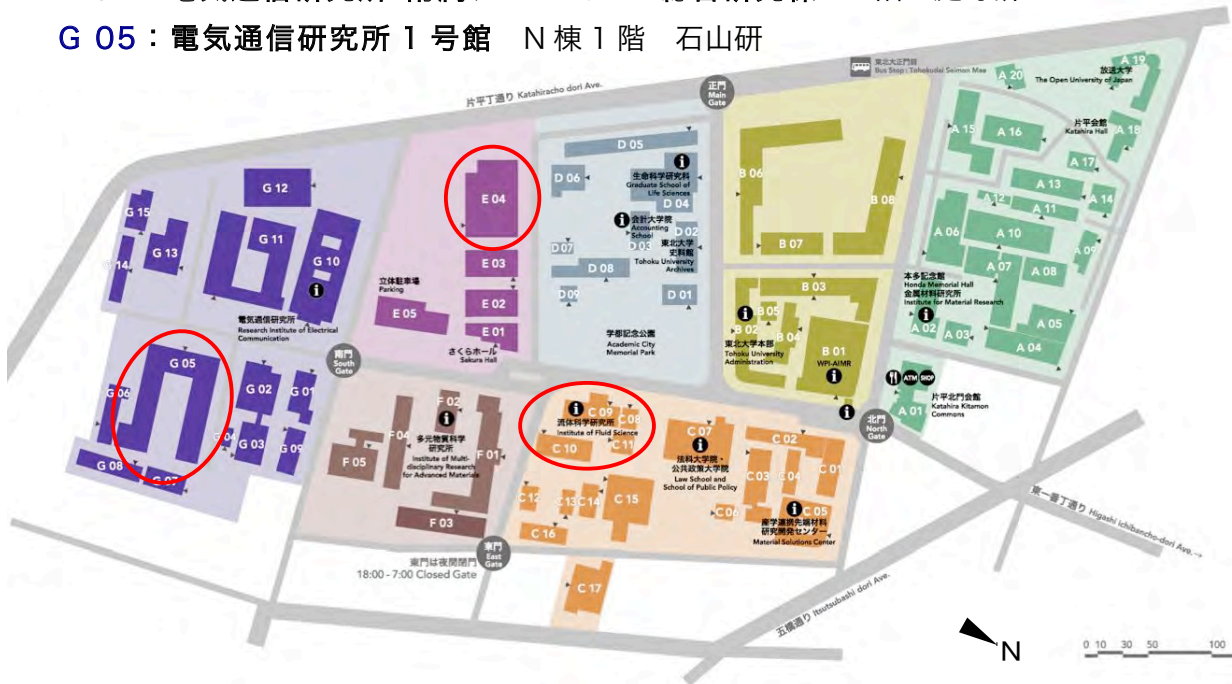 G 05：電気通信研究所 1 号館　N 棟 1 階　石山研
東北大正門前
Bus Stop : Tohokudai Seimon Mae
片平丁通り Katahiracho dori Ave.
正門
Main
Gate
A 20
A 19
放送大学
The Open University of Japan
A 15
A 16
片平会館
Katahira Hall
A 18
A 17
A 13
A 12
A 11
A 14
A 06
A 10
A 09
A 07
A 08
本多記念館
Honda Memorial Hall
金属材料研究所
Institute for Material Research
A 02
A 03
A 05
A 04
ATM
SHOP
A 01
片平北門会館
Katahira Kitamon
Commons
北門
North
Gate
B 06
B 08
B 07
B 03
B 05
B 02
B 04
東北大学本部
Tohoku University
Administration
B 01
WPI-AIMR
D 05
D 06
生命科学研究科
Graduate School of
Life Sciences
D 04
会計大学院
Accounting
School
D 02
D 07
D 03
東北大学
史料館
Tohoku University
Archives
D 08
D 09
D 01
学都記念公園
Academic City
Memorial Park
E 04
E 03
立体駐車場
Parking
E 02
E 05
E 01
さくらホール
Sakura Hall
G 12
G 15
G 11
G 13
G 10
G 14
電気通信研究所
Research Institute of Electrical
Communication
南門
South
Gate
G 05
G 06
G 02
G 01
G 04
G 03
G 09
G 08
G 07
F 02
F 04
多元物質科学
研究所
Institute of Multi-
disciplinary Research
for Advanced Materials
F 05
F 01
F 03
東門
East
Gate
東門は夜間閉門
18:00 - 7:00 Closed Gate
C 09
C 08
流体科学研究所
Institute of Fluid Science
C 10
C 11
C 07
法科大学院・
公共政策大学院
Law School and
School of Public Policy
C 02
C 03
C 04
C 01
C 12
C 13
C 14
C 15
C 06
C 05
産学連携先端材料
研究開発センター
Material Solutions Center
C 16
C 17
東一番丁通り Higashi ichibancho-dori Ave.→
五橋通り Itsutsubashi dori Ave.
N
0 10 30 50 100